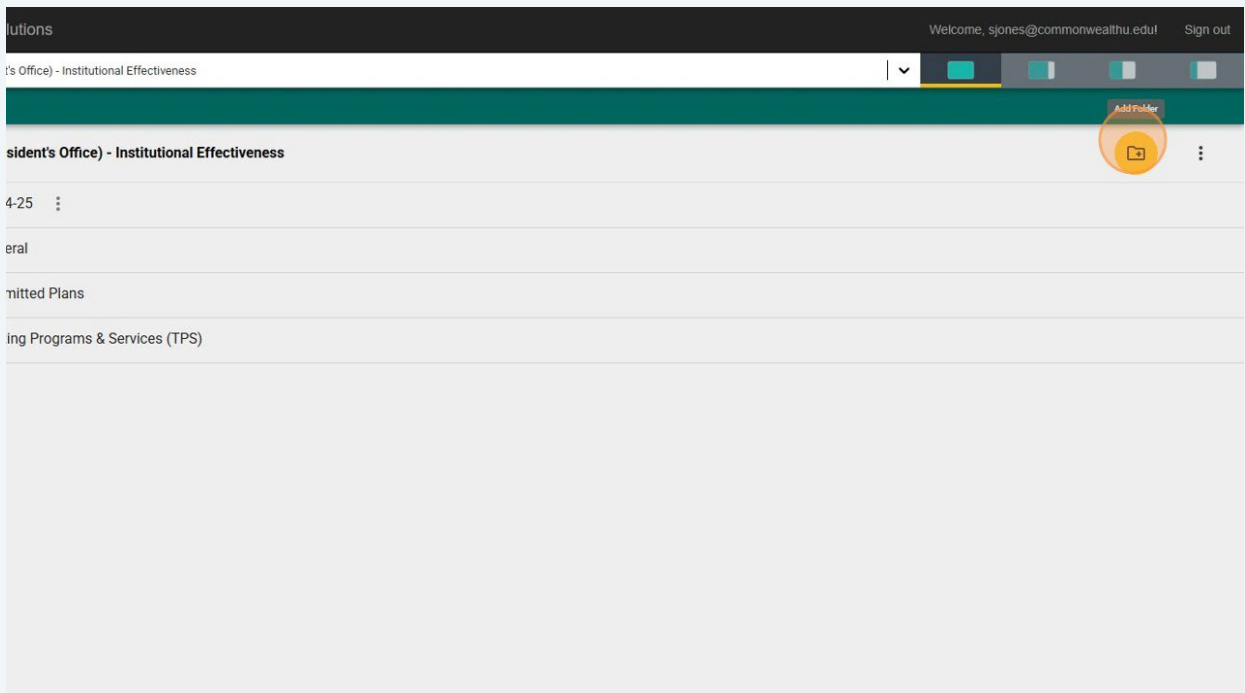 lutions
Welcome, sjones@commonwealthu.edu! Sign out
t's Office) - Institutional Effectiveness
Add Folder
sident's Office) - Institutional Effectiveness
4-25
eral
mitted Plans
ing Programs & Services (TPS)